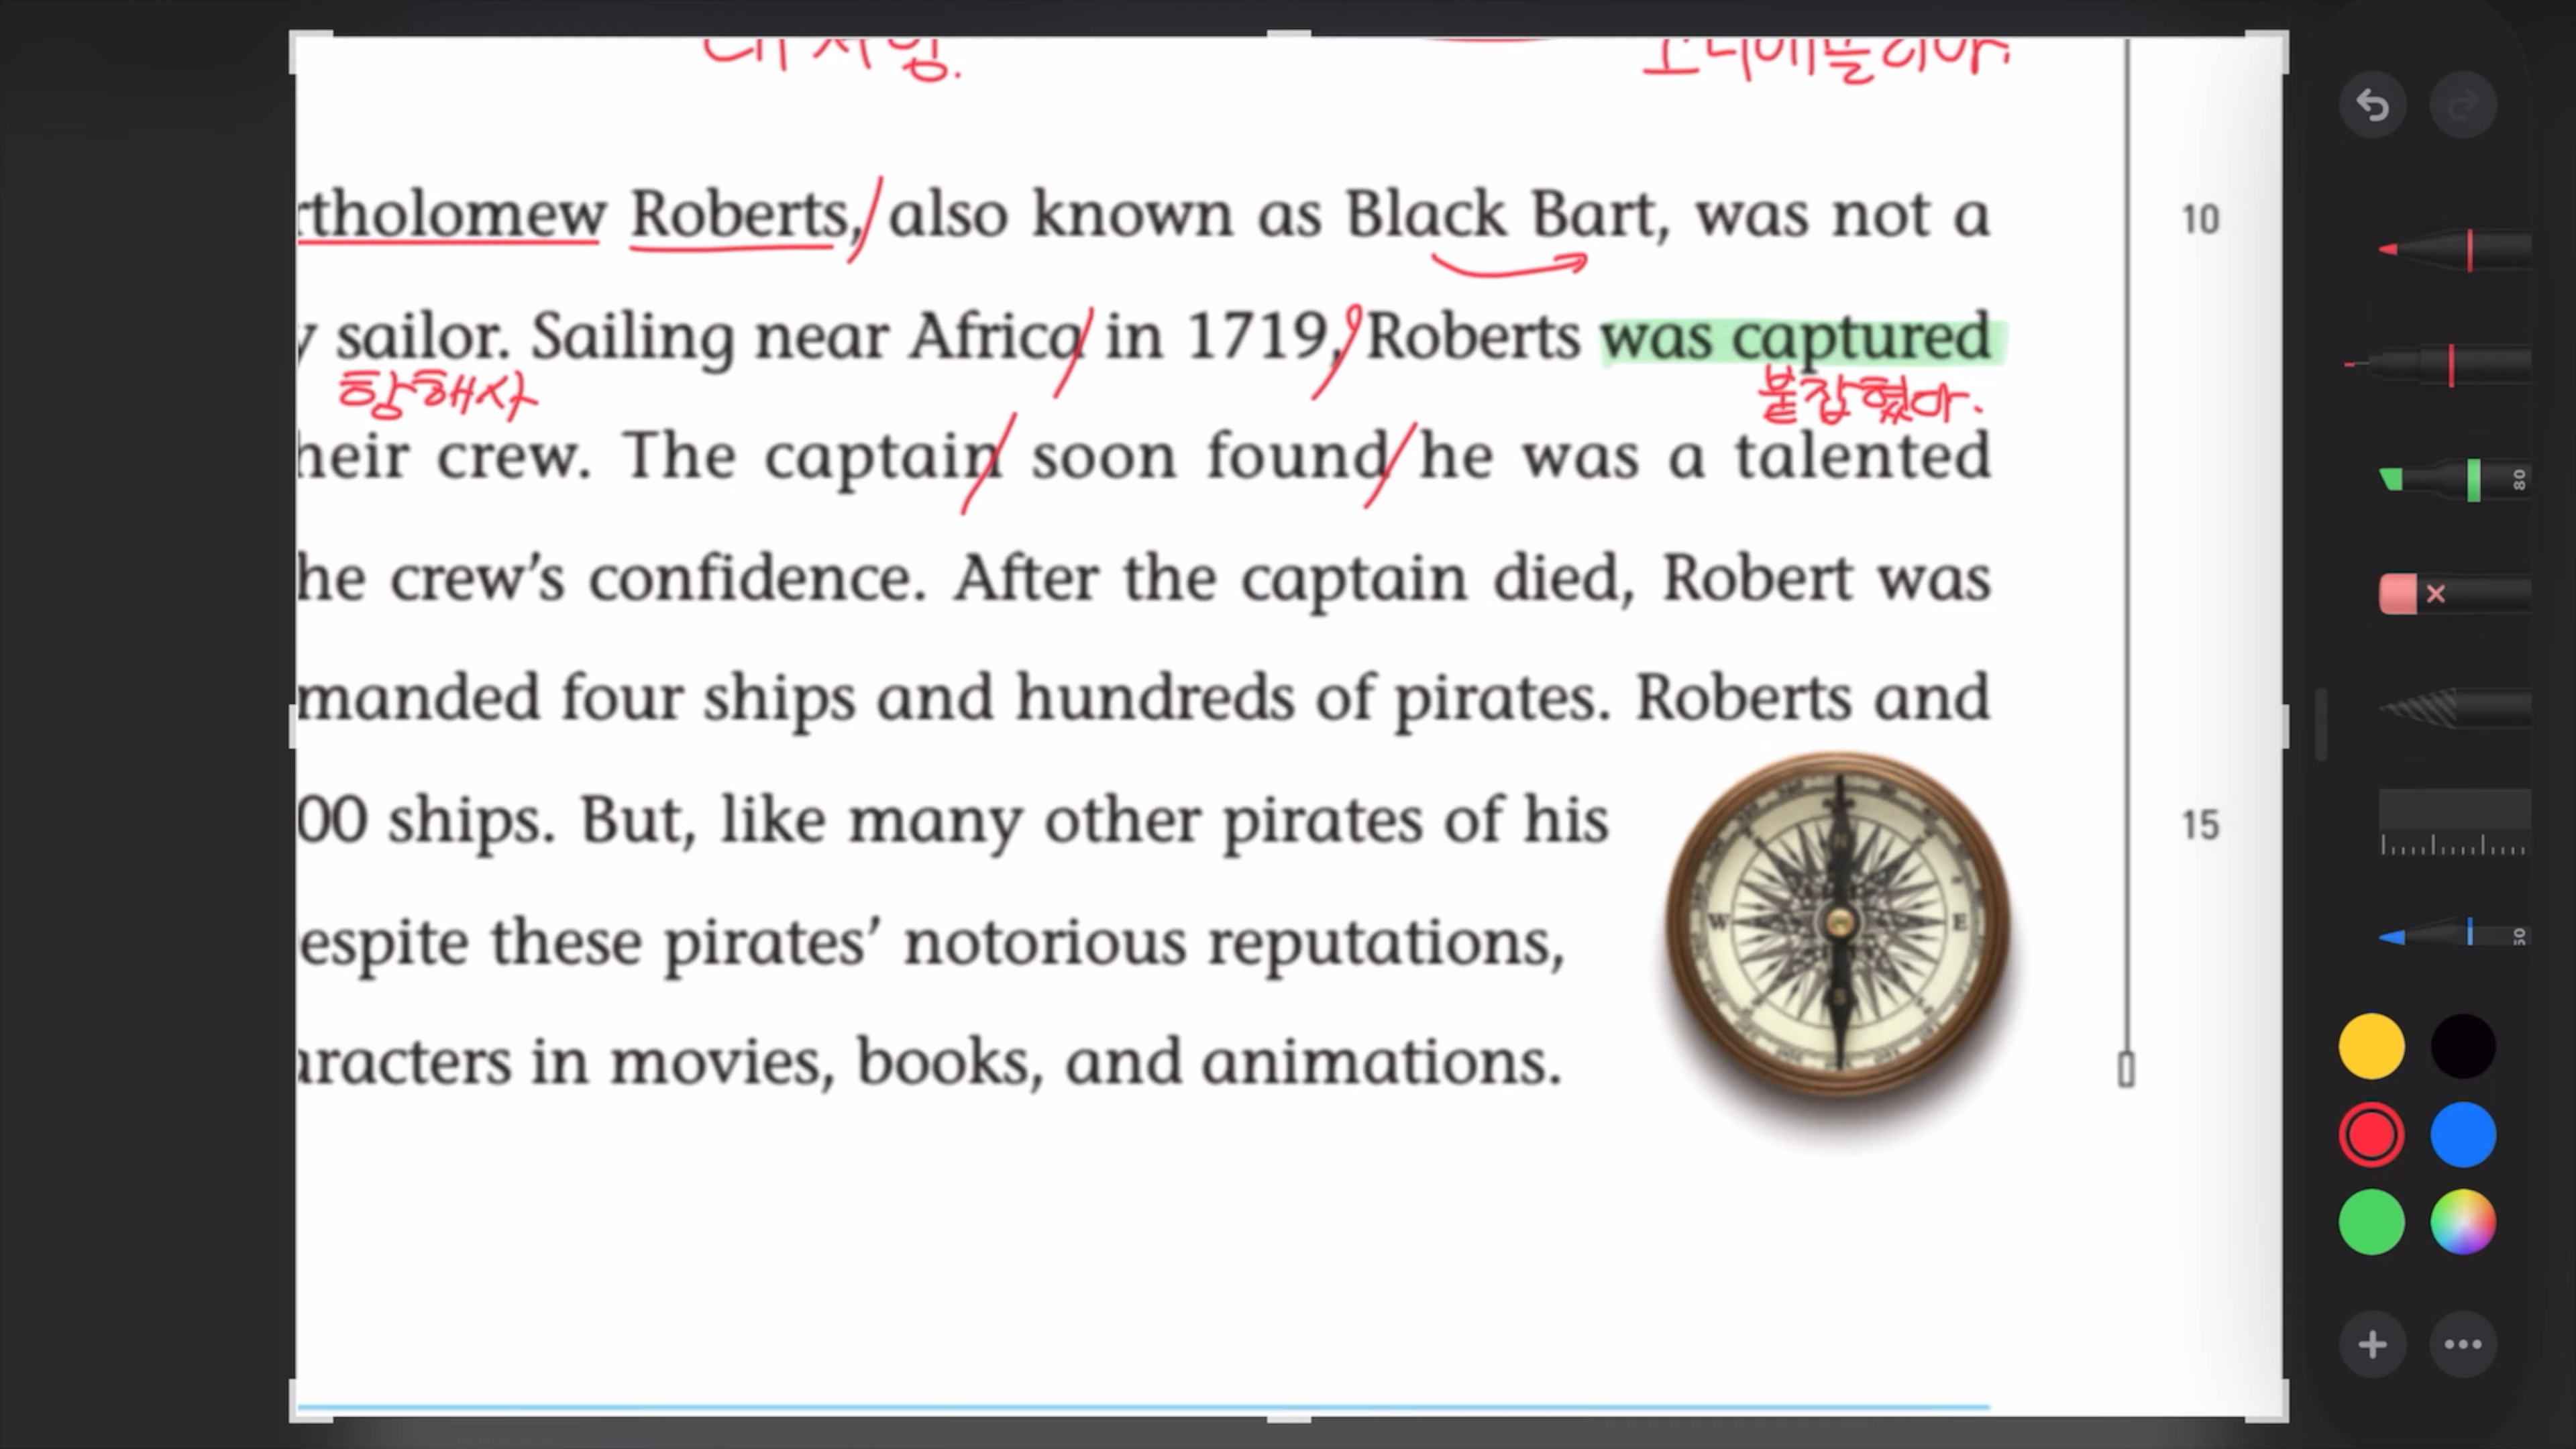 rtholomew Roberts, also known as Black Bart, was not a
10
sailor. Sailing near Africa in 1719, Roberts was captured
항해사
붙잡혔다.
heir crew. The captain soon found he was a talented
he crew's confidence. After the captain died, Robert was
manded four ships and hundreds of pirates. Roberts and
00 ships. But, like many other pirates of his
15
espite these pirates' notorious reputations,
aracters in movies, books, and animations.
N
W
E
S
80
50